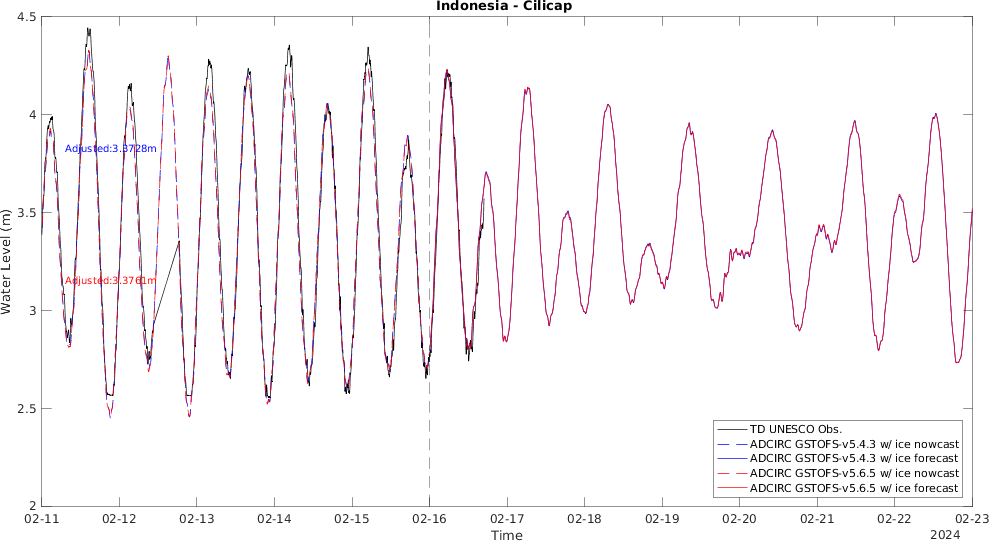 Indonesia - Cilicap
4.5
4
3.5
3
2.5
2
Water Level (m)
Adjusted:3.3728m
Adjusted:3.3761m
TD UNESCO Obs.
ADCIRC GSTOFS-v5.4.3 w/ ice nowcast
ADCIRC GSTOFS-v5.4.3 w/ ice forecast
ADCIRC GSTOFS-v5.6.5 w/ ice nowcast
ADCIRC GSTOFS-v5.6.5 w/ ice forecast
02-11 02-12 02-13 02-14 02-15 02-16 02-17 02-18 02-19 02-20 02-21 02-22 02-23
Time
2024